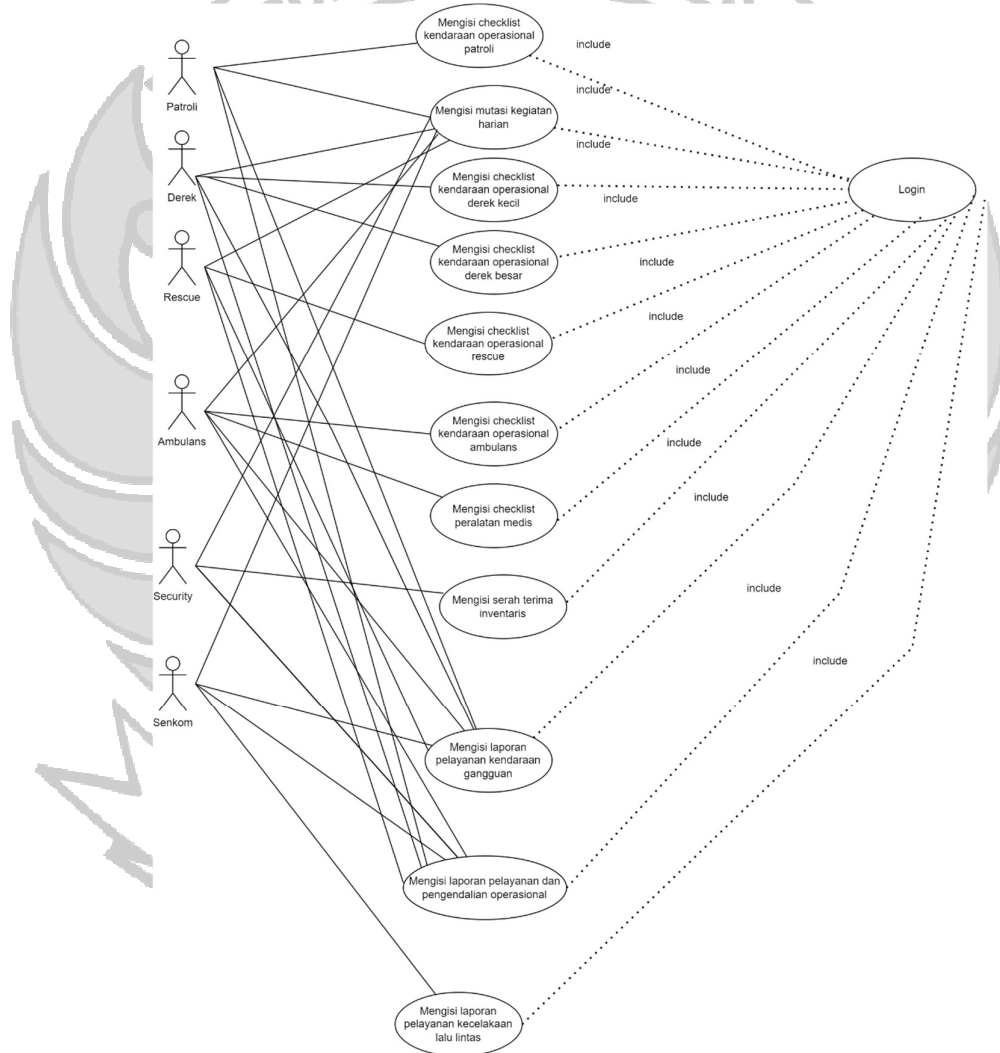 Mengisi checklist
kendaraan operasional
patroli
include
Patroli
include
Mengisi mutasi kegiatan
harian
include
Derek
Mengisi checklist
kendaraan operasional
derek kecil
include
Login
Rescue
Mengisi checklist
kendaraan operasional
derek besar
include
Mengisi checklist
kendaraan operasional
rescue
include
Ambulans
Mengisi checklist
kendaraan operasional
ambulans
include
include
Mengisi checklist
peralatan medis
include
Security
Mengisi serah terima
inventaris
include
Senkom
include
Mengisi laporan
pelayanan kendaraan
gangguan
Mengisi laporan pelayanan dan
pengendalian operasional
Mengisi laporan
pelayanan kecelakaan
lalu lintas